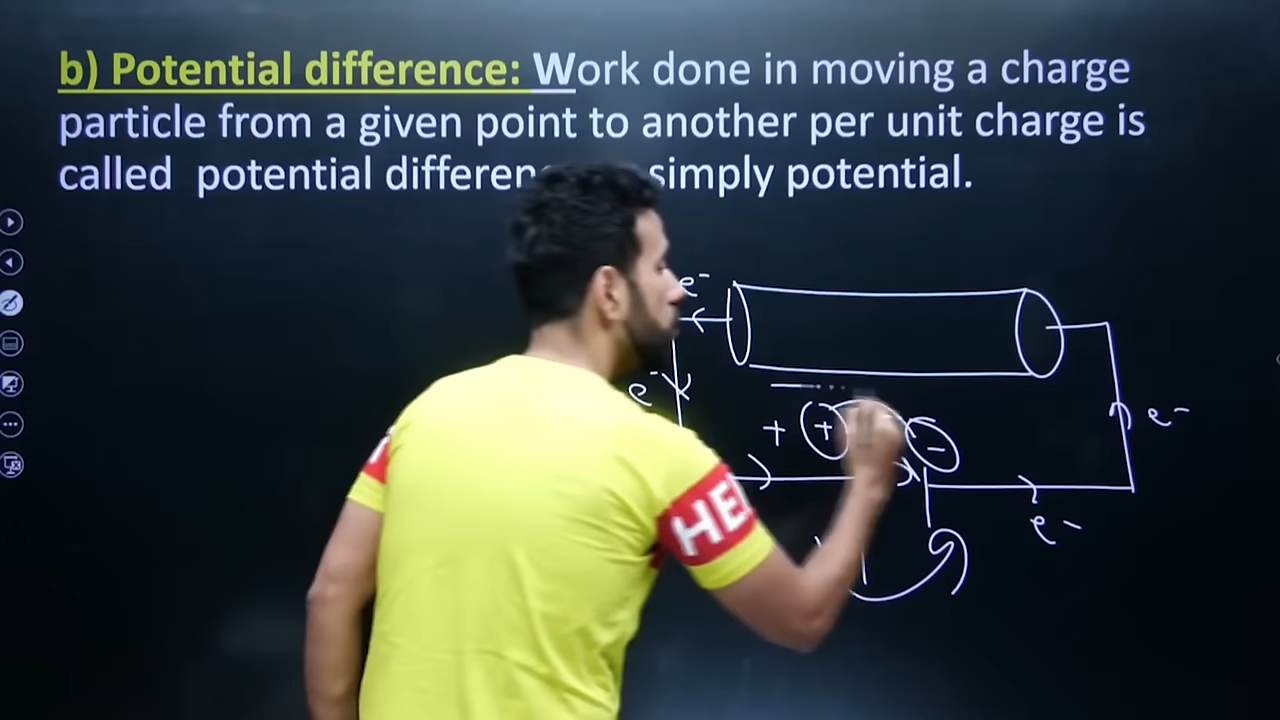 b) Potential difference: Work done in moving a charge
particle from a given point to another per unit charge is
called potential simply potential.
e-
e-
e-
+ + -
e-
HE